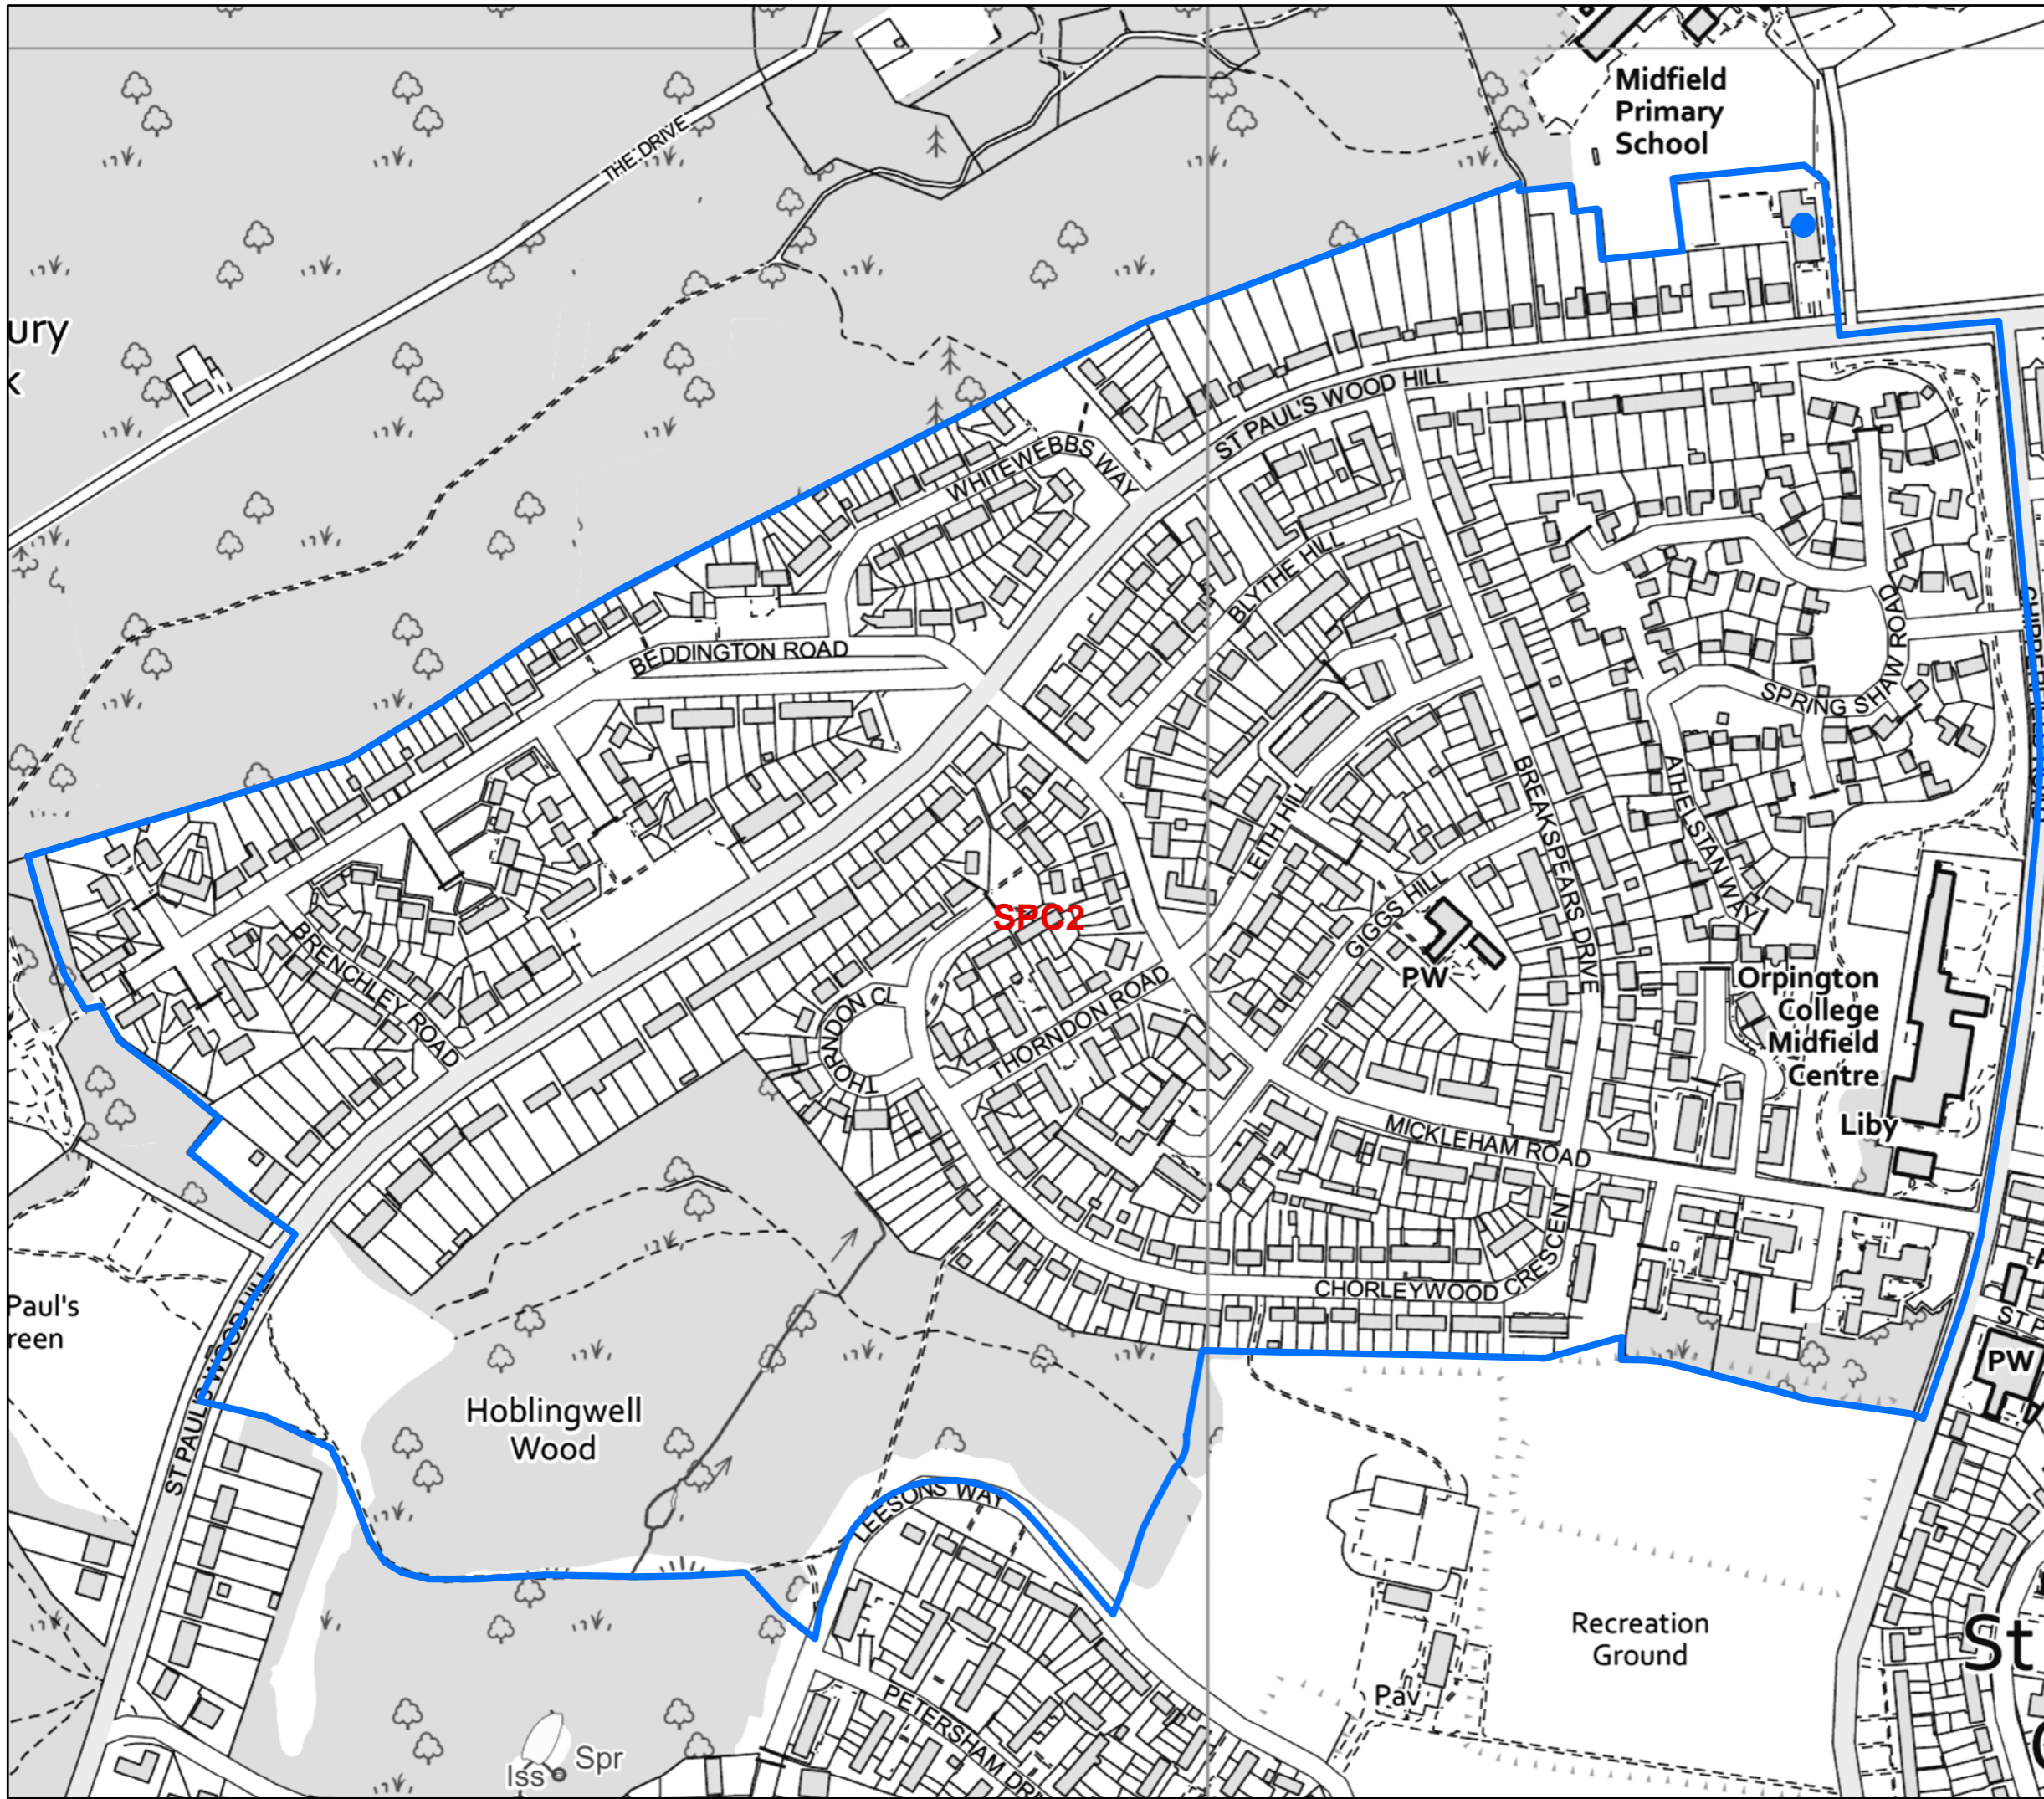 Midfield
Primary
School
THE DRIVE
ury
k
ST PAUL'S WOOD HILL
WHITEWEBBS WAY
BLYTHE HILL
BEDDINGTON ROAD
SPRING SHAW ROAD
BREAKSPEARS DRIVE
ATHELSTAN WAY
LEITH HILL
GIGGS HILL
SPC2
BRENCHLEY ROAD
PW
Orpington
College
Midfield
Centre
THORNDON CL
THORNDON ROAD
Liby
MICKLEHAM ROAD
CHORLEYWOOD CRESCENT
Paul's
reen
ST PAUL'S WOOD HILL
ST P
PW
Hoblingwell
Wood
LEESONS WAY
Recreation
Ground
St
Pav
PETERSHAM DRI
Spr
Iss